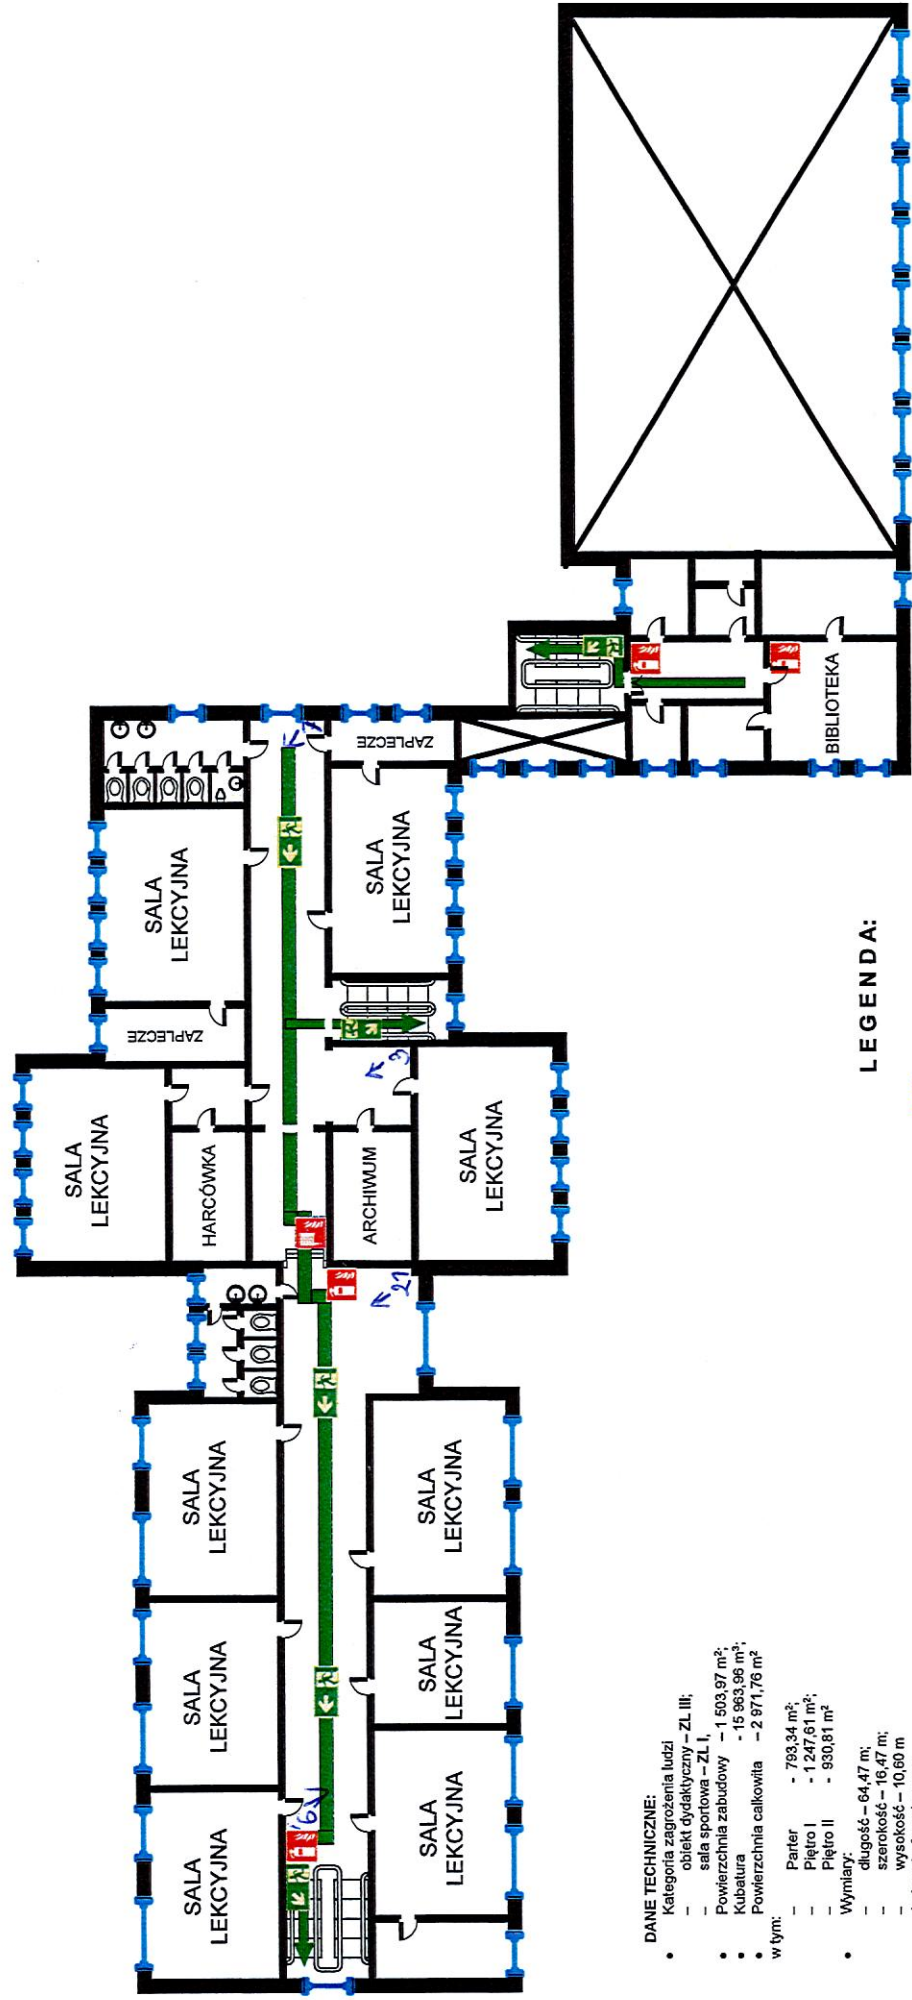 SALA
LEKCYJNA
SALA
LEKCYJNA
SALA
LEKCYJNA
SALA
LEKCYJNA
ZAPLECZE
SALA
LEKCYJNA
HARCÓWKA
SALA
LEKCYJNA
SALA
LEKCYJNA
SALA
LEKCYJNA
ARCHIWUM
SALA
LEKCYJNA
SALA
LEKCYJNA
ZAPLECZE
BIBLIOTEKA
7
3
21
DANE TECHNICZNE:
• Kategoria zagrożenia ludzi
– obiekt dydaktyczny – ZL III;
– sala sportowa – ZL I,
• Powierzchnia zabudowy – 1 503,97 m²;
• Kubatura - 15 963,96 m³;
• Powierzchnia całkowita – 2 971,76 m²
w tym:
– Parter - 793,34 m²;
– Piętro I - 1 247,61 m²;
– Piętro II - 930,81 m²
• Wymiary:
– długość – 64,47 m;
– szerokość – 16,47 m;
– wysokość – 10,60 m
LEGENDA: